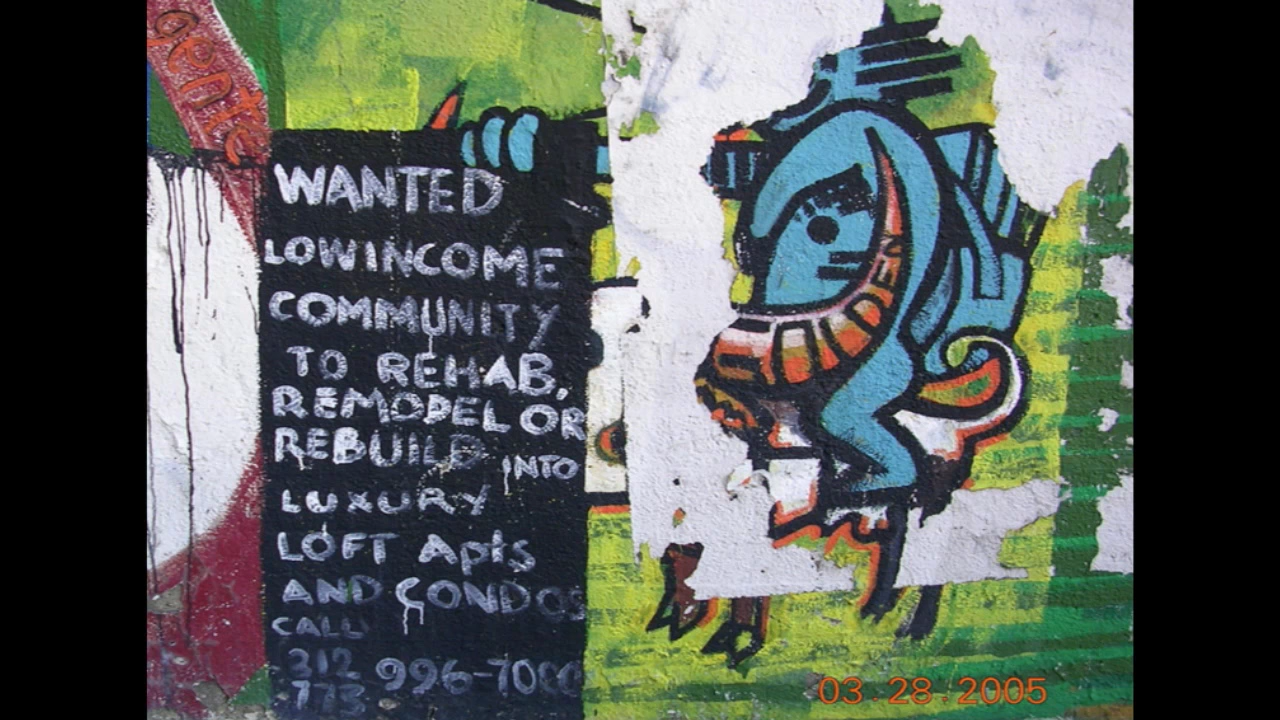 gente
WANTED
LOWINCOME
COMMUNITY
TO REHAB,
REMODEL OR
REBUILD INTO
LUXURY
LOFT Apts
AND CONDOS
CALL
312
773 996-7000
03.28.2005